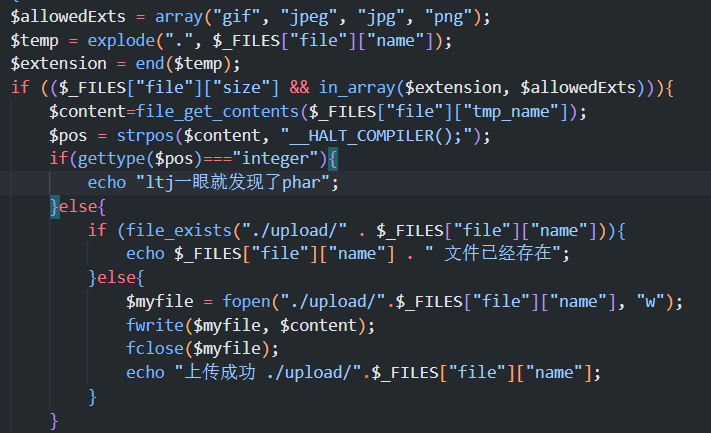 {
$allowedExts = array("gif", "jpeg", "jpg", "png");
$temp = explode(".", $_FILES["file"]["name"]);
$extension = end($temp);
if (($_FILES["file"]["size"] && in_array($extension, $allowedExts))){
    $content=file_get_contents($_FILES["file"]["tmp_name"]);
    $pos = strpos($content, "__HALT_COMPILER();");
    if(gettype($pos)==="integer"){
        echo "ltj一眼就发现了phar";
    }else{
        if (file_exists("./upload/" . $_FILES["file"]["name"])){
            echo $_FILES["file"]["name"] . " 文件已经存在";
        }else{
            $myfile = fopen("./upload/".$_FILES["file"]["name"], "w");
            fwrite($myfile, $content);
            fclose($myfile);
            echo "上传成功 ./upload/".$_FILES["file"]["name"];
        }
    }